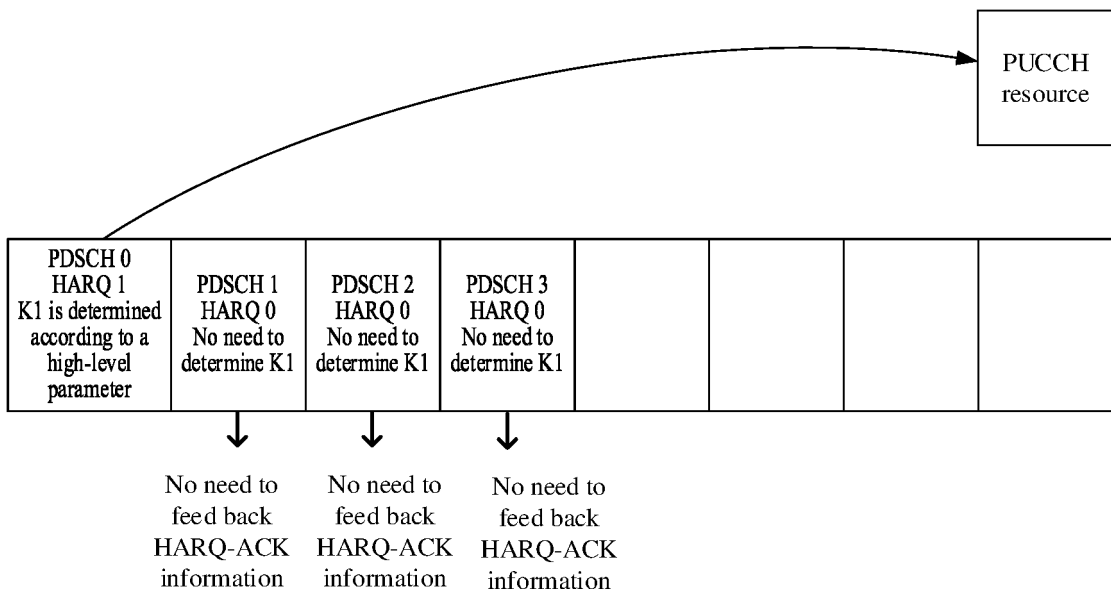 PUCCH
resource
PDSCH 0
HARQ 1
K1 is determined
according to a
high-level
parameter
PDSCH 1
HARQ 0
No need to
determine K1
PDSCH 2
HARQ 0
No need to
determine K1
PDSCH 3
HARQ 0
No need to
determine K1
No need to
feed back
HARQ-ACK
information
No need to
feed back
HARQ-ACK
information
No need to
feed back
HARQ-ACK
information